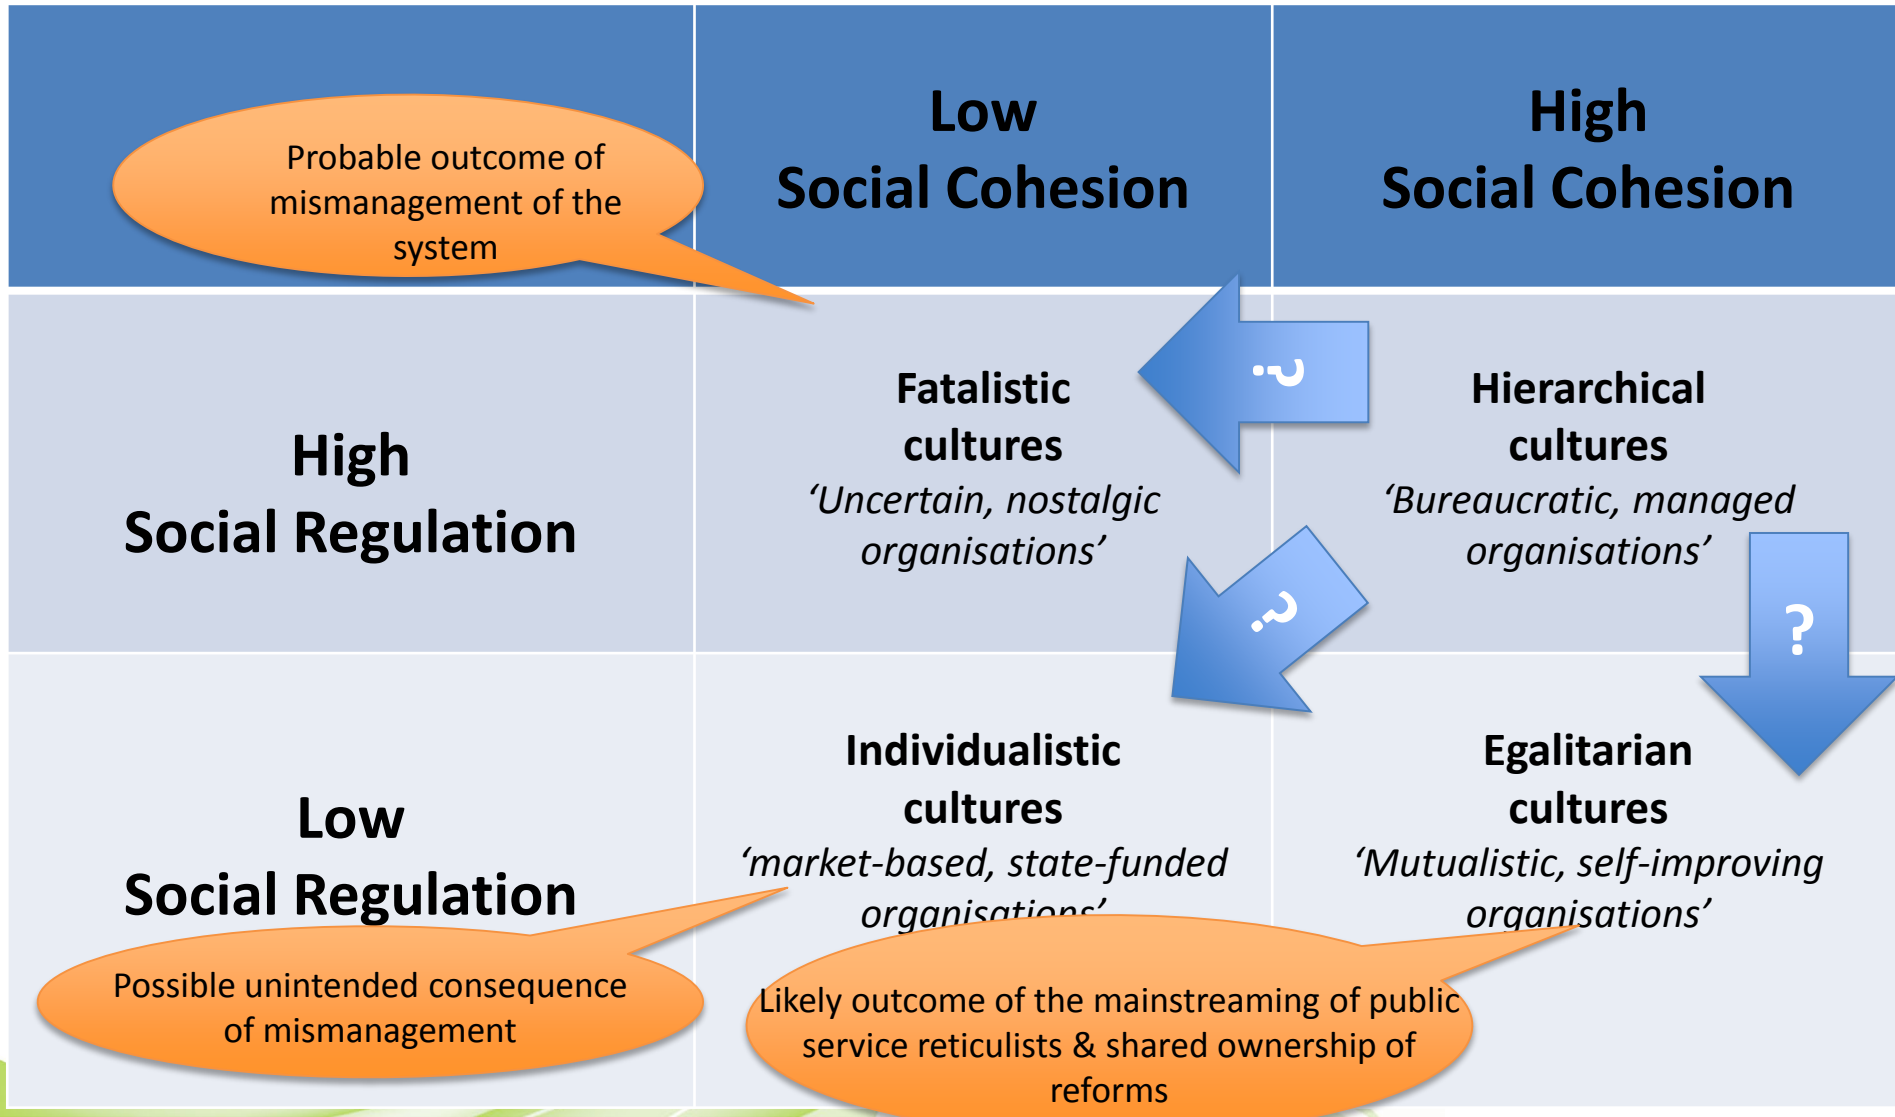 Low
Social Cohesion
High
Social Cohesion
Probable outcome of
mismanagement of the
system
High
Social Regulation
Fatalistic
cultures
‘Uncertain, nostalgic
organisations’
?
Hierarchical
cultures
‘Bureaucratic, managed
organisations’
?
?
Low
Social Regulation
Individualistic
cultures
‘market-based, state-funded
organisations’
Egalitarian
cultures
‘Mutualistic, self-improving
organisations’
Possible unintended consequence
of mismanagement
Likely outcome of the mainstreaming of public
service reticulists & shared ownership of
reforms